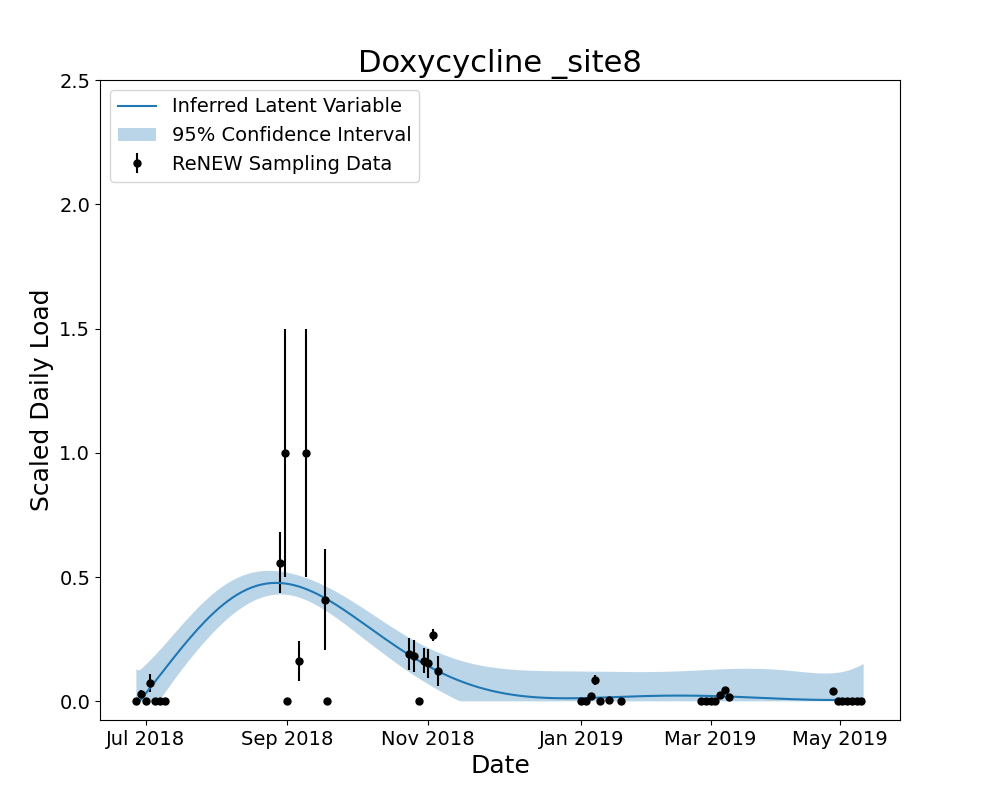 Doxycycline _site8
Inferred Latent Variable
95% Confidence Interval
ReNEW Sampling Data
Scaled Daily Load
2.5
2.0
1.5
1.0
0.5
0.0
Jul 2018
Sep 2018
Nov 2018
Jan 2019
Mar 2019
May 2019
Date